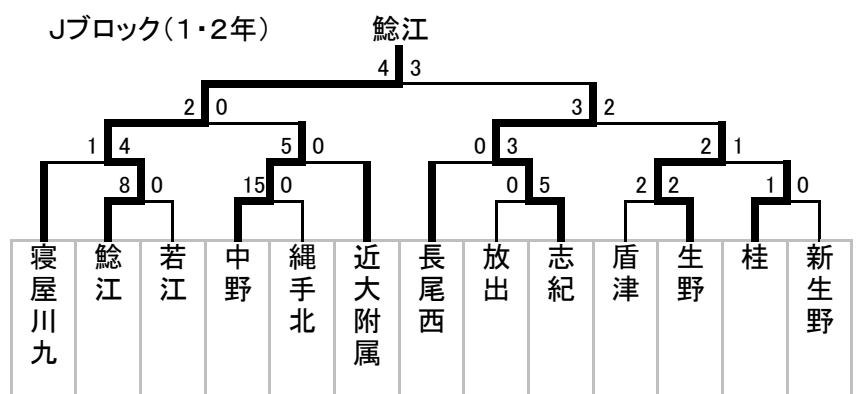 Jブロック(1・2年)
鯰江
4 3
2 0 3 2
1 4 5 0 0 3 2 1
8 0 15 0 0 5 2 2 1 0
寝屋川九
鯰江
若江
中野
縄手北
近大附属
長尾西
放出
志紀
盾津
生野
桂
新生野